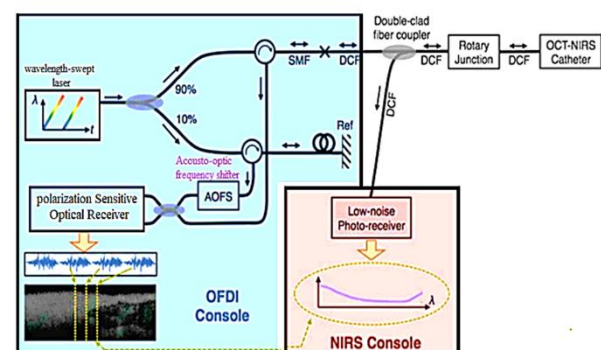 Double-clad
fiber coupler
wavelength-swept
laser
λ
t
90%
10%
SMF
DCF
DCF
Rotary
Junction
DCF
OCT-NIRS
Catheter
DCF
Ref
Accusto-optic
frequency shifter
AOFS
polarization Sensitive
Optical Receiver
Low-noise
Photo-receiver
λ
OFDI
Console
NIRS Console